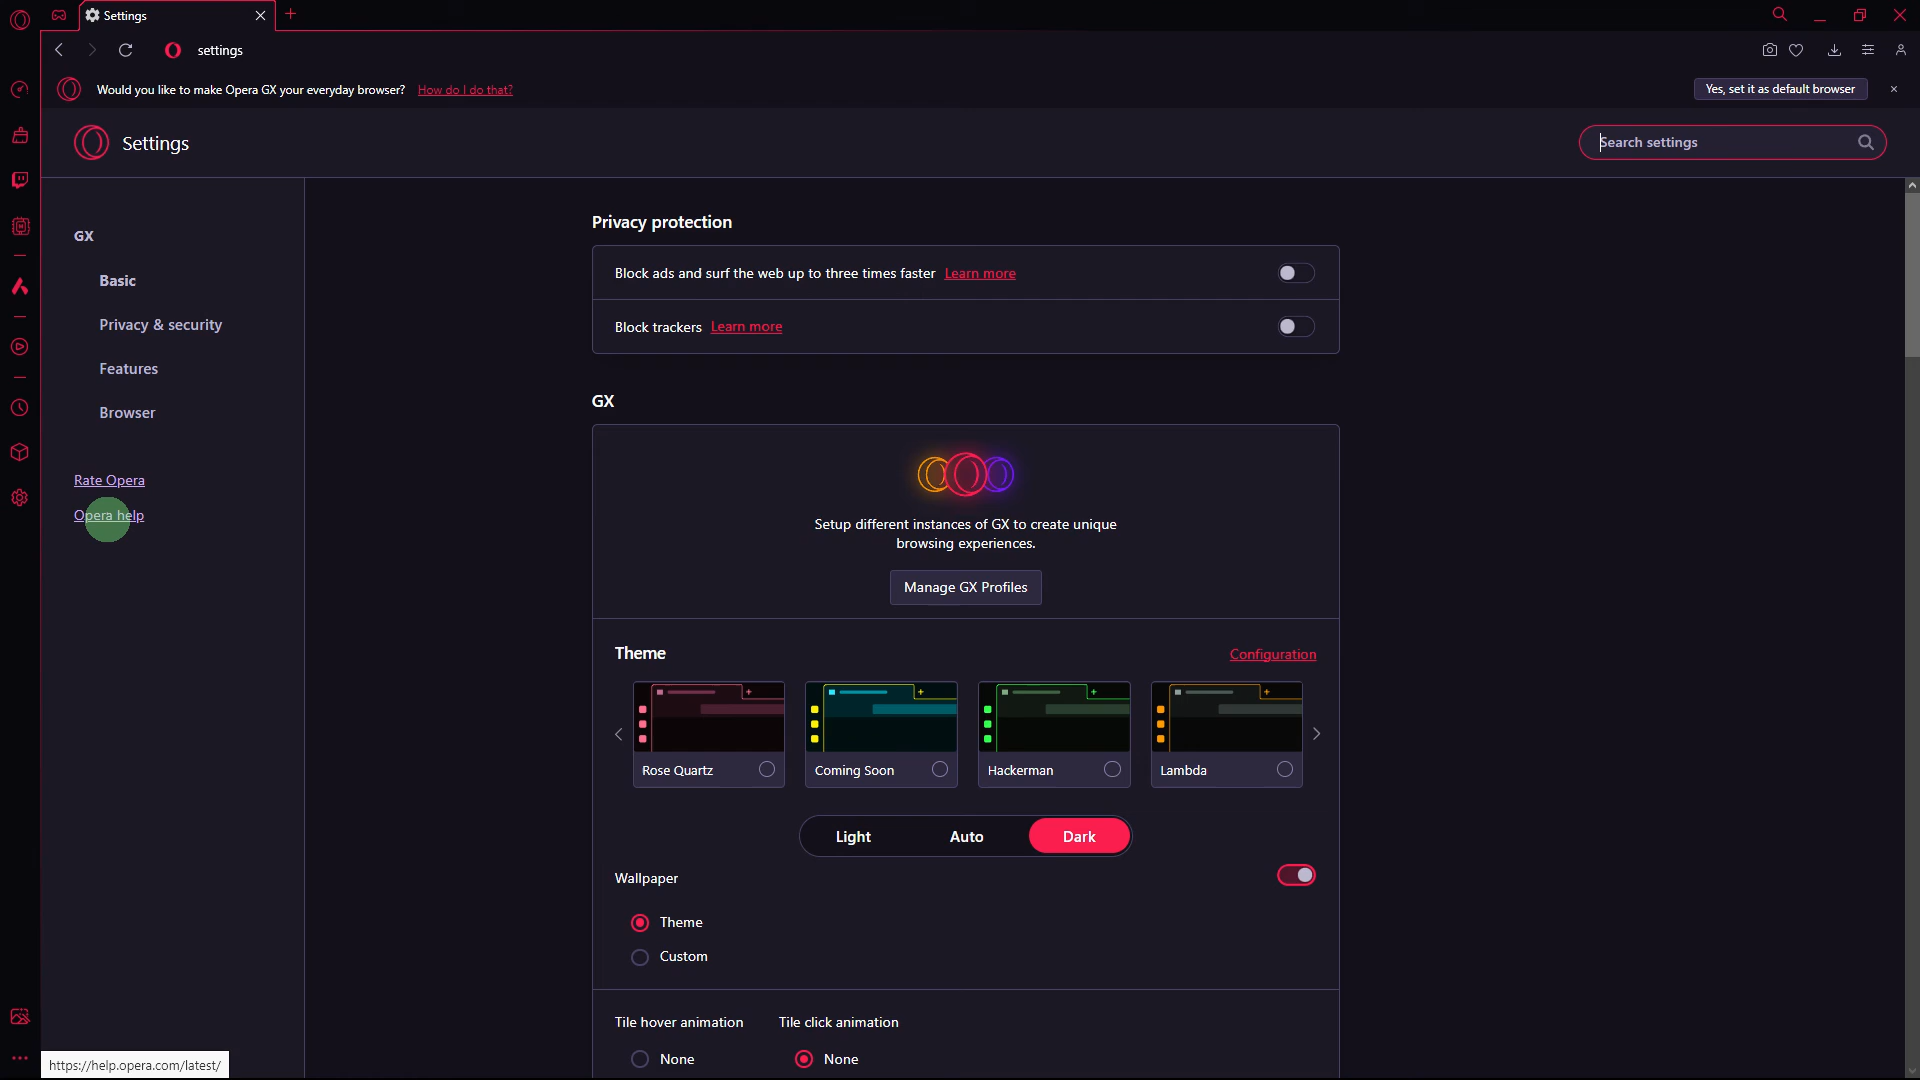 Settings
settings
Would you like to make Opera GX your everyday browser? How do I do that?
Yes, set it as default browser
Settings
Search settings
GX
Basic
Privacy & security
Features
Browser
Rate Opera
Opera help
Privacy protection
Block ads and surf the web up to three times faster Learn more
Block trackers Learn more
GX
Setup different instances of GX to create unique
browsing experiences.
Manage GX Profiles
Theme
Configuration
Rose Quartz
Coming Soon
Hackerman
Lambda
Light
Auto
Dark
Wallpaper
Theme
Custom
Tile hover animation
Tile click animation
None
None
https://help.opera.com/latest/